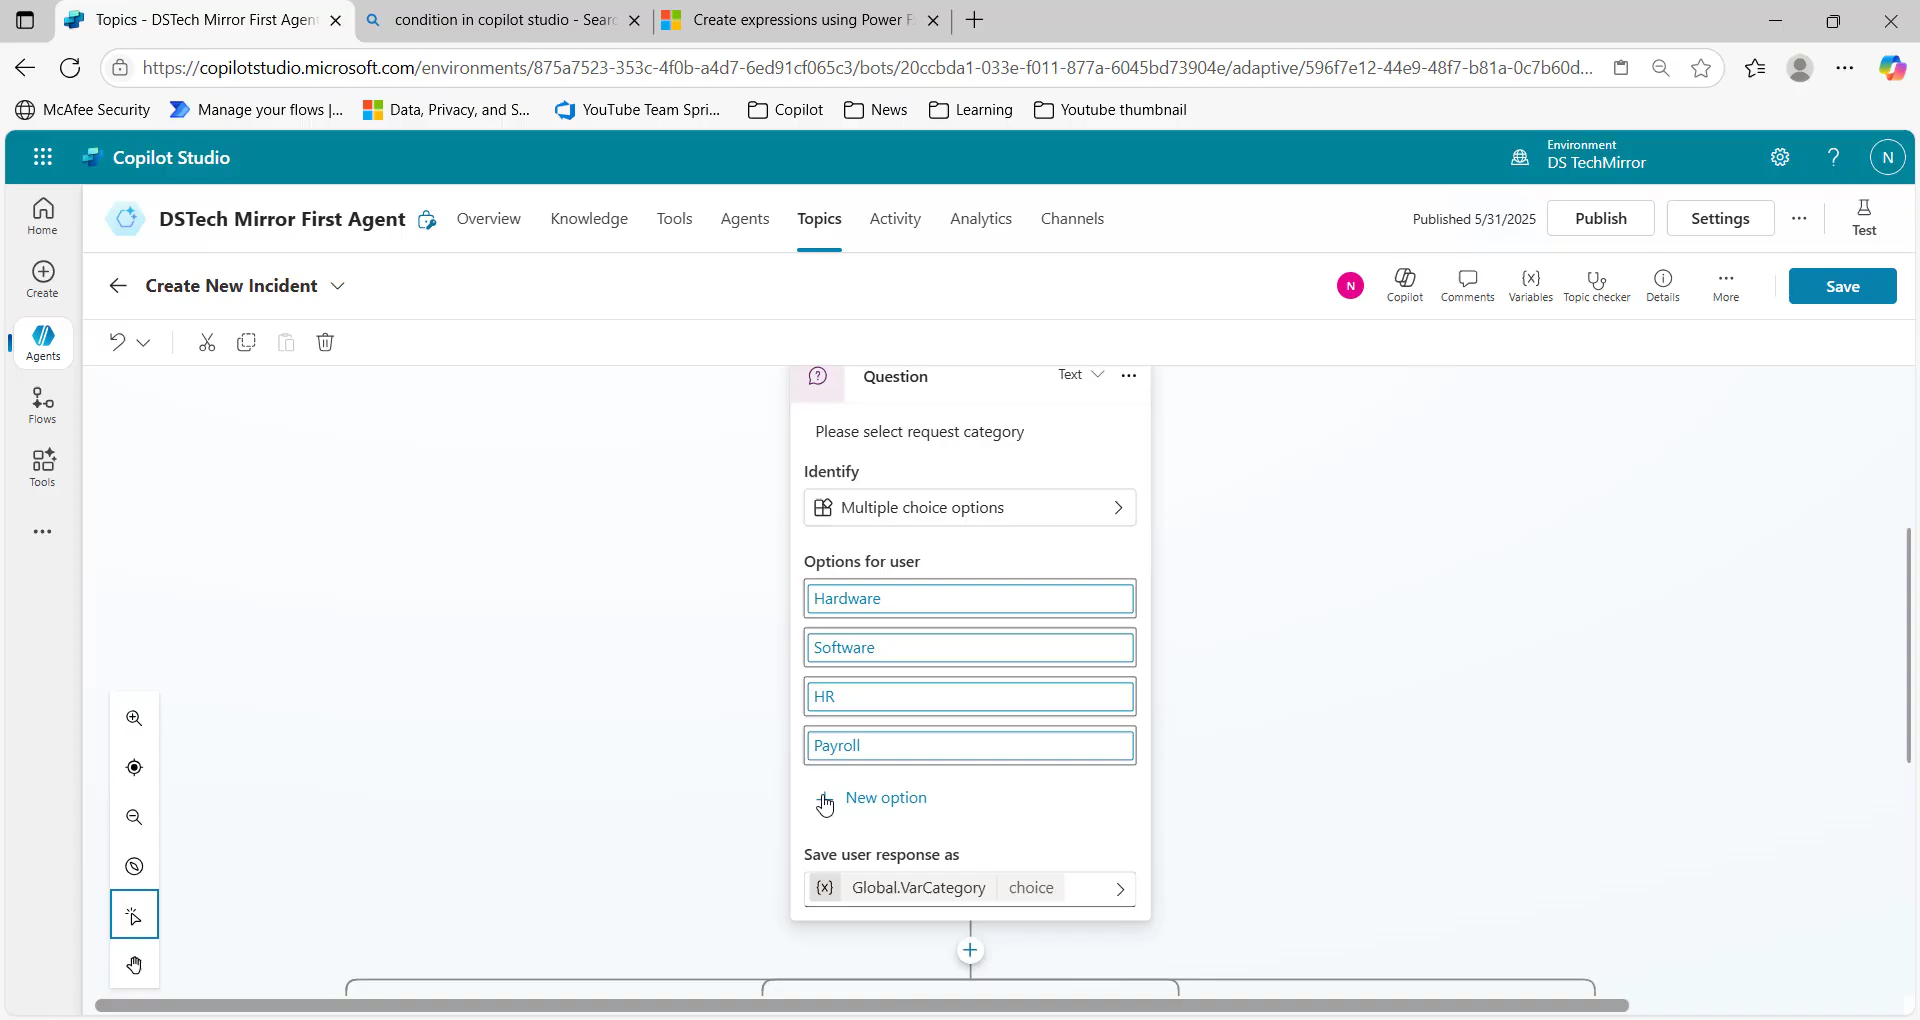 Topics - DSTech Mirror First Agen
condition in copilot studio - Searc
Create expressions using Power F
https://copilotstudio.microsoft.com/environments/875a7523-353c-4f0b-a4d7-6ed91cf065c3/bots/20ccbda1-033e-f011-877a-6045bd73904e/adaptive/596f7e12-44e9-48f7-b81a-0c7b60d...
McAfee Security
Manage your flows |...
Data, Privacy, and S...
YouTube Team Spri...
Copilot
News
Learning
Youtube thumbnail
Copilot Studio
Environment
DS TechMirror
N
DSTech Mirror First Agent
Overview
Knowledge
Tools
Agents
Topics
Activity
Analytics
Channels
Published 5/31/2025
Publish
Settings
Test
Home
Create
Agents
Flows
Tools
Create New Incident
N
Copilot
Comments
Variables
Topic checker
Details
More
Save
Question
Text
Please select request category
Identify
Multiple choice options
Options for user
Hardware
Software
HR
Payroll
New option
Save user response as
{x} Global.VarCategory choice